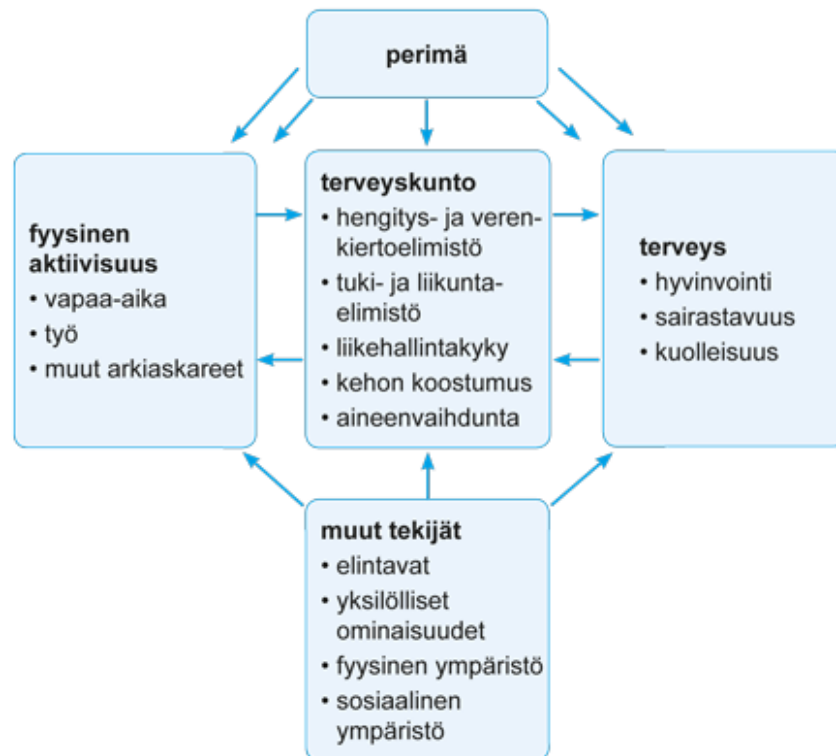 perimä
fyysinen
aktiivisuus
• vapaa-aika
• työ
• muut arkiaskareet
terveyskunto
• hengitys- ja veren-
kiertoelimistö
• tuki- ja liikunta-
elimistö
• liikehallintakyky
• kehon koostumus
• aineenvaihdunta
terveys
• hyvinvointi
• sairastavuus
• kuolleisuus
muut tekijät
• elintavat
• yksilölliset
ominaisuudet
• fyysinen ympäristö
• sosiaalinen
ympäristö